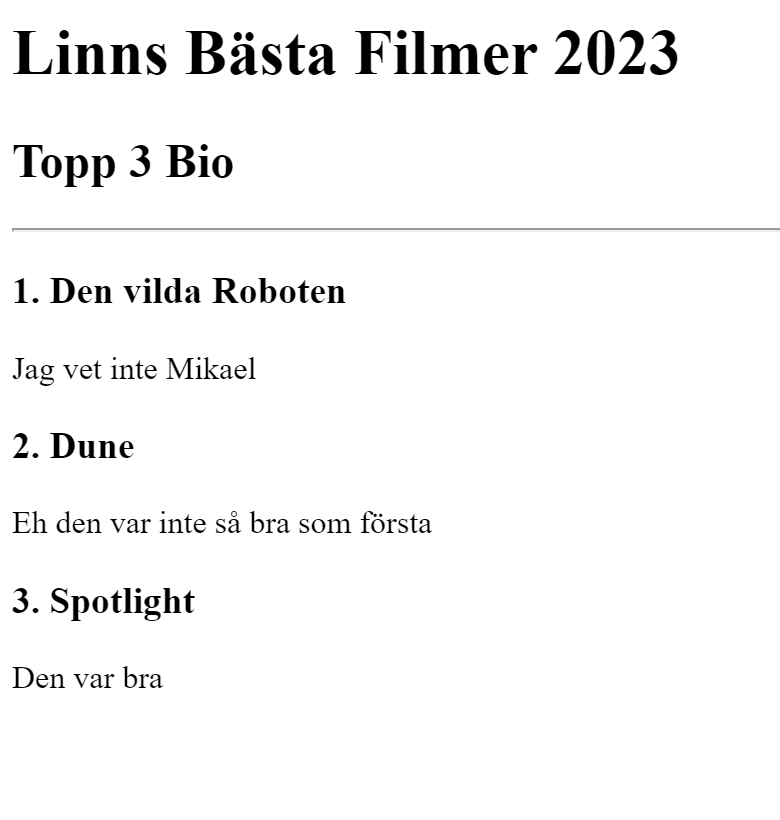 Linns Bästa Filmer 2023
Topp 3 Bio
1. Den vilda Roboten
Jag vet inte Mikael
2. Dune
Eh den var inte så bra som första
3. Spotlight
Den var bra